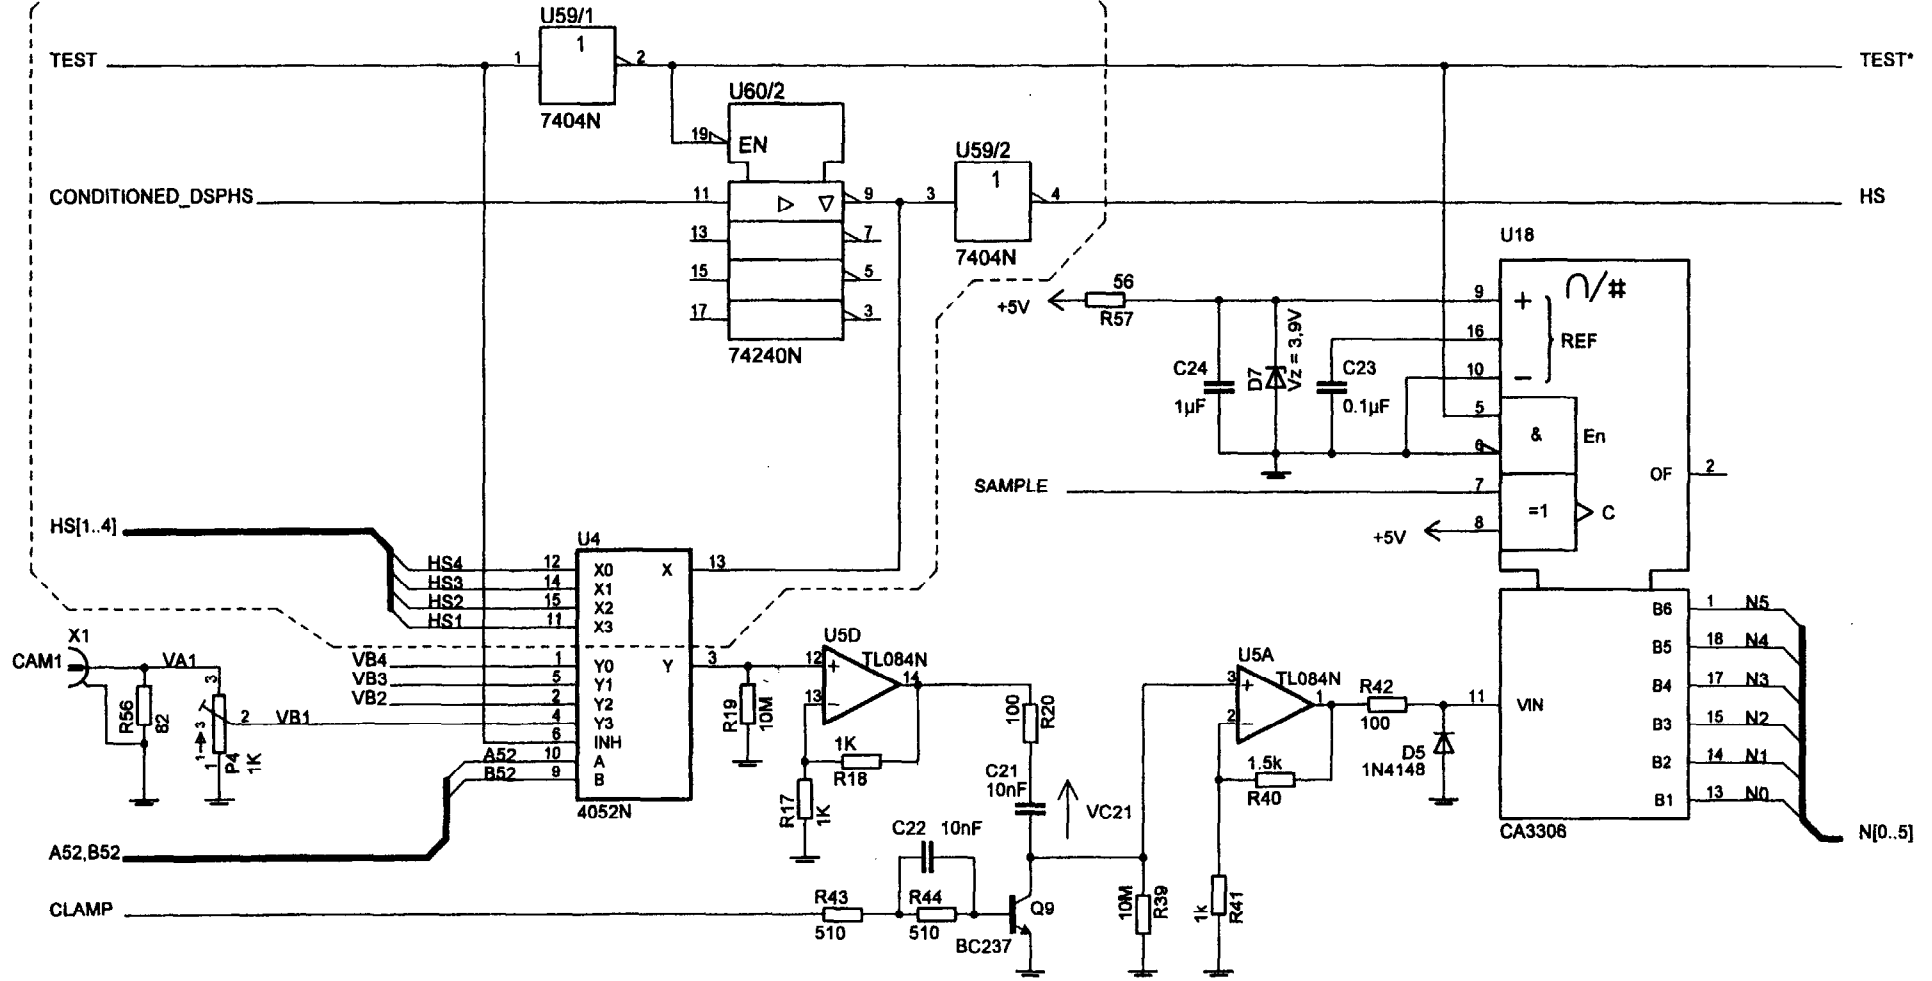 U59/1
1
TEST
1
2
TEST*
7404N
U60/2
19
EN
U59/2
1
CONDITIONED_DSPHS
11
9
3
4
HS
13
7
7404N
15
5
17
3
74240N
U18
+5V
56
R57
9
+
∩/#
16
REF
10
−
C24
1µF
D7
Vz = 3,9V
C23
0.1µF
5
&
En
6
OF
2
SAMPLE
7
=1
C
+5V
8
HS[1..4]
U4
HS4
12
X0
X
13
HS3
14
X1
HS2
15
X2
HS1
11
X3
X1
CAM1
VA1
3
VB4
1
Y0
Y
3
VB3
5
Y1
VB2
2
Y2
2
VB1
4
Y3
6
INH
A52
10
A
B52
9
B
4052N
R56
82
1
3
1
P4
1K
R19
10M
U5D
TL084N
12
+
14
13
−
1K
R18
R17
1K
100
R20
C21
10nF
VC21
U5A
TL084N
3
+
1
2
−
R42
100
11
VIN
D5
1N4148
1.5k
R40
1k
R41
10M
R39
B6
1
N5
B5
18
N4
B4
17
N3
B3
15
N2
B2
14
N1
B1
13
N0
CA3306
N[0..5]
A52,B52
C22
10nF
CLAMP
R43
510
R44
510
Q9
BC237